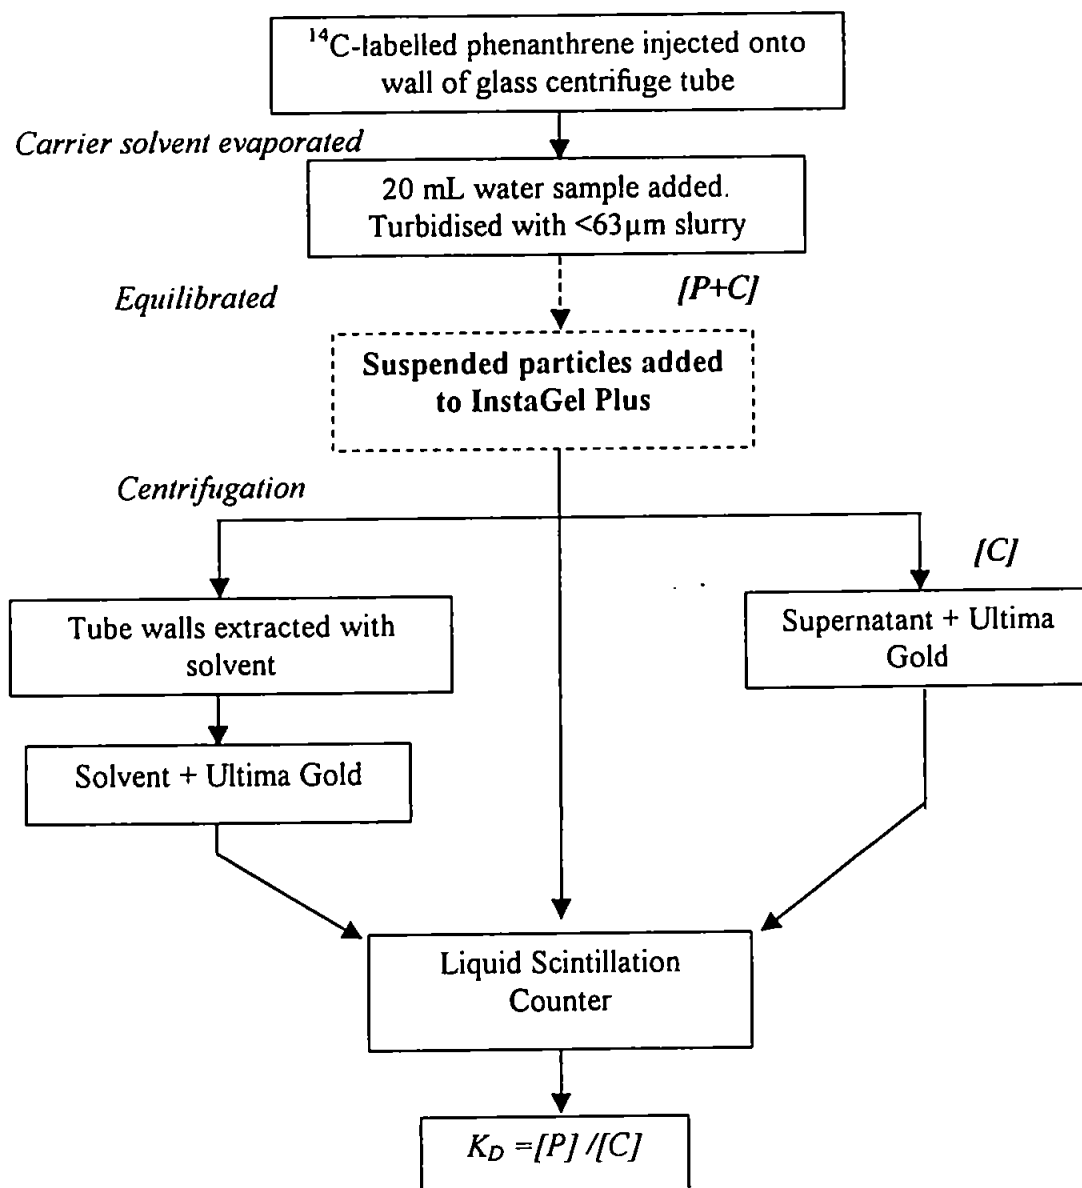 ¹⁴C-labelled phenanthrene injected onto
wall of glass centrifuge tube
Carrier solvent evaporated
20 mL water sample added.
Turbidised with <63µm slurry
Equilibrated
[P+C]
Suspended particles added
to InstaGel Plus
Centrifugation
[C]
Tube walls extracted with
solvent
Supernatant + Ultima
Gold
Solvent + Ultima Gold
Liquid Scintillation
Counter
K_D =[P] /[C]